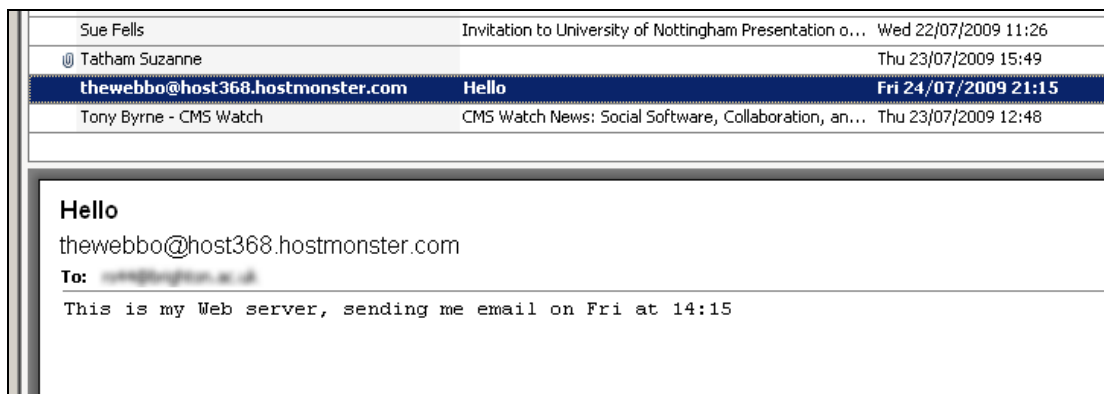 Sue Fells Invitation to University of Nottingham Presentation o... Wed 22/07/2009 11:26
Tatham Suzanne Thu 23/07/2009 15:49
thewebbo@host368.hostmonster.com Hello Fri 24/07/2009 21:15
Tony Byrne - CMS Watch CMS Watch News: Social Software, Collaboration, an... Thu 23/07/2009 12:48
Hello
thewebbo@host368.hostmonster.com
To:
This is my Web server, sending me email on Fri at 14:15